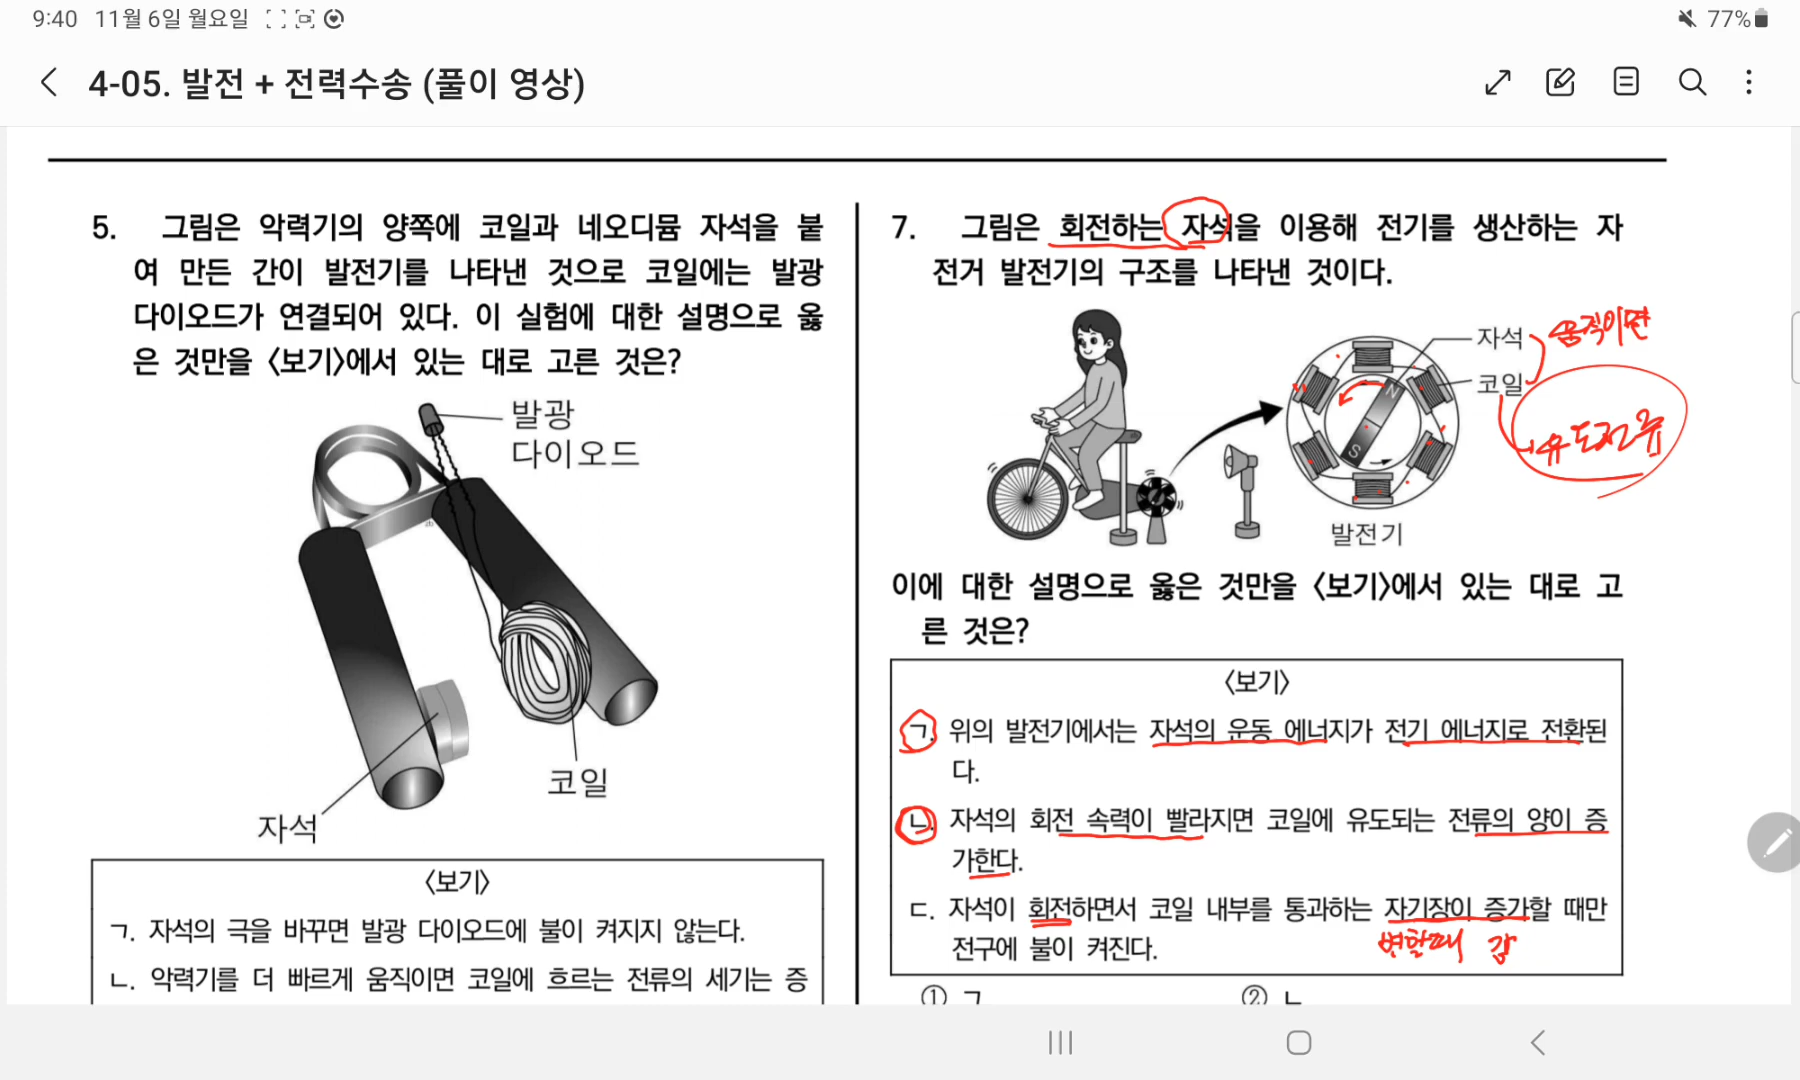 9:40 11월 6일 월요일
77%
4-05. 발전 + 전력수송 (풀이 영상)
5. 그림은 악력기의 양쪽에 코일과 네오디뮴 자석을 붙
여 만든 간이 발전기를 나타낸 것으로 코일에는 발광
다이오드가 연결되어 있다. 이 실험에 대한 설명으로 옳
은 것만을 〈보기〉에서 있는 대로 고른 것은?
발광
다이오드
코일
자석
〈보기〉
ㄱ. 자석의 극을 바꾸면 발광 다이오드에 불이 켜지지 않는다.
ㄴ. 악력기를 더 빠르게 움직이면 코일에 흐르는 전류의 세기는 증
7. 그림은 회전하는 자석을 이용해 전기를 생산하는 자
전거 발전기의 구조를 나타낸 것이다.
자석
움직이면
코일
유도전류
N
S
발전기
이에 대한 설명으로 옳은 것만을 〈보기〉에서 있는 대로 고
른 것은?
〈보기〉
ㄱ. 위의 발전기에서는 자석의 운동 에너지가 전기 에너지로 전환된
다.
ㄴ. 자석의 회전 속력이 빨라지면 코일에 유도되는 전류의 양이 증
가한다.
ㄷ. 자석이 회전하면서 코일 내부를 통과하는 자기장이 증가할 때만
전구에 불이 켜진다.
변할때 감
① ㄱ ② ㄴ